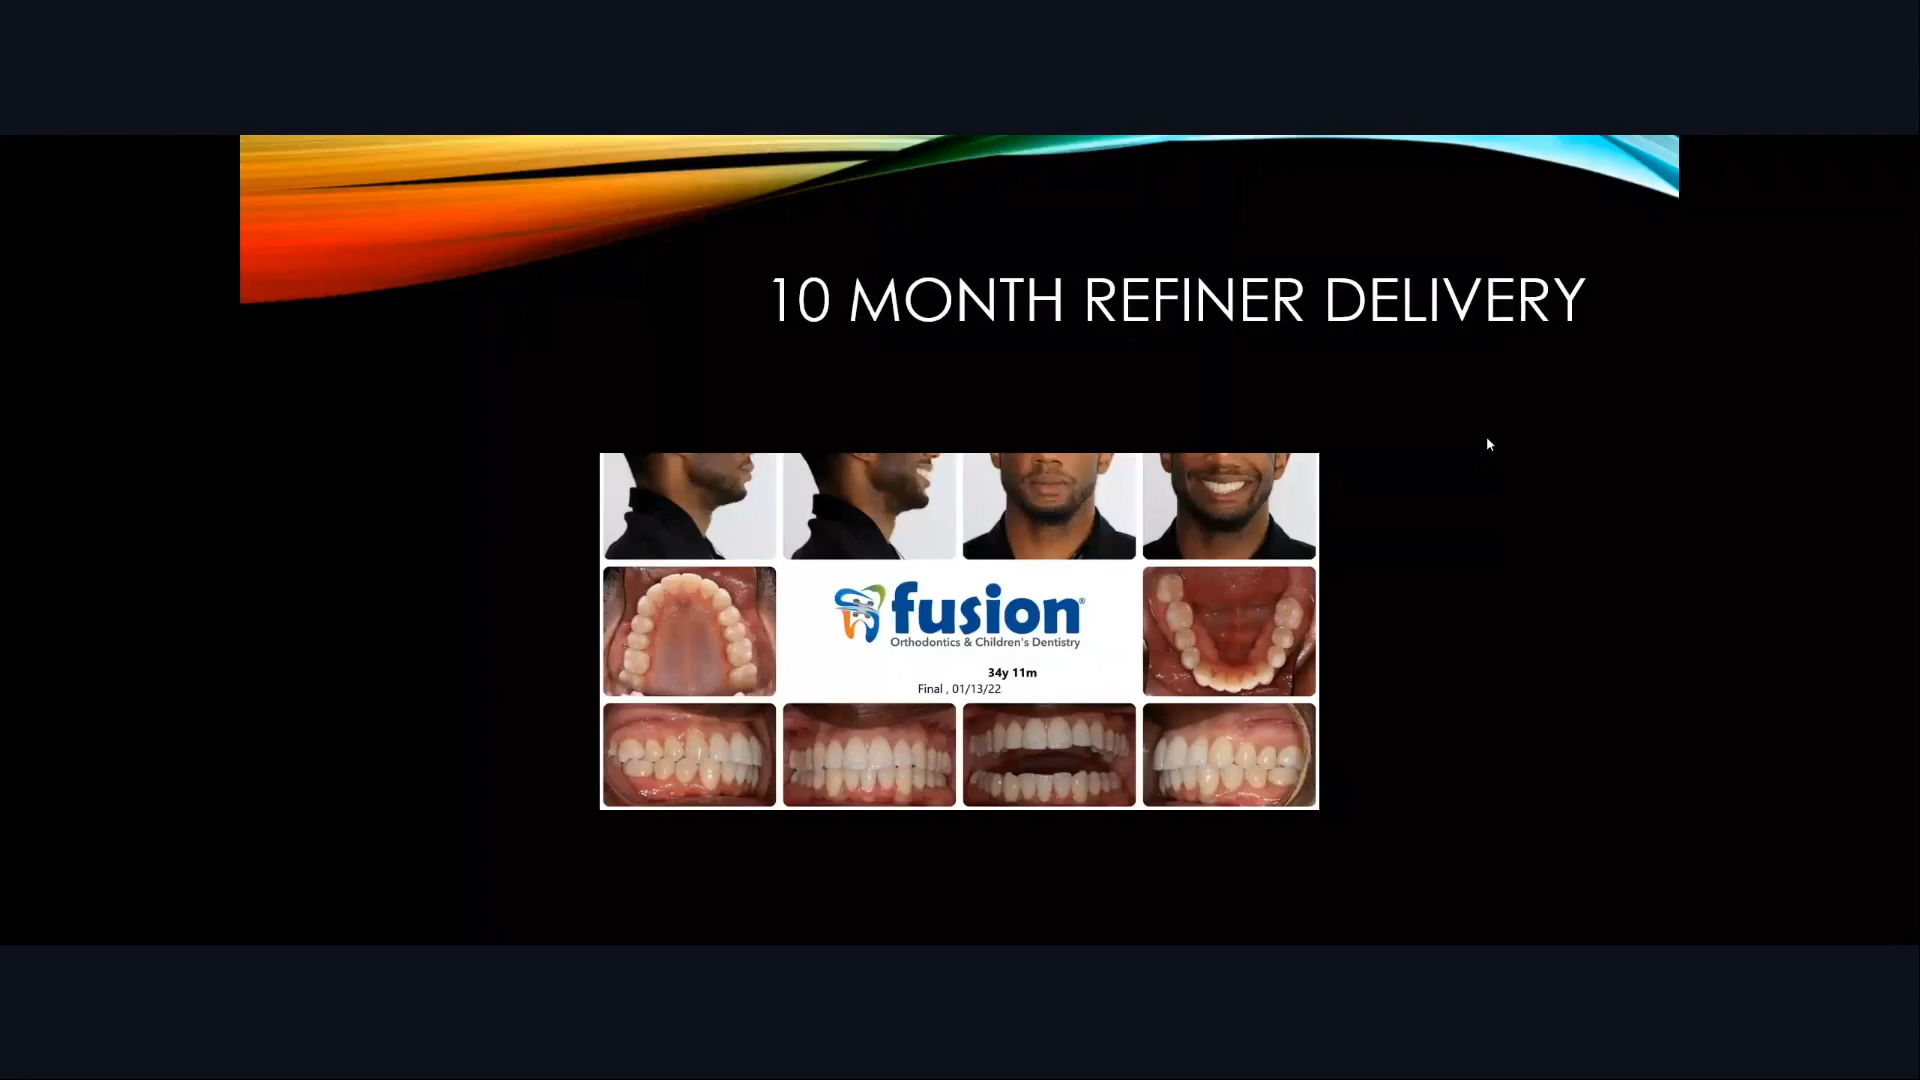 10 MONTH REFINER DELIVERY
fusion®
Orthodontics & Children's Dentistry
34y 11m
Final , 01/13/22